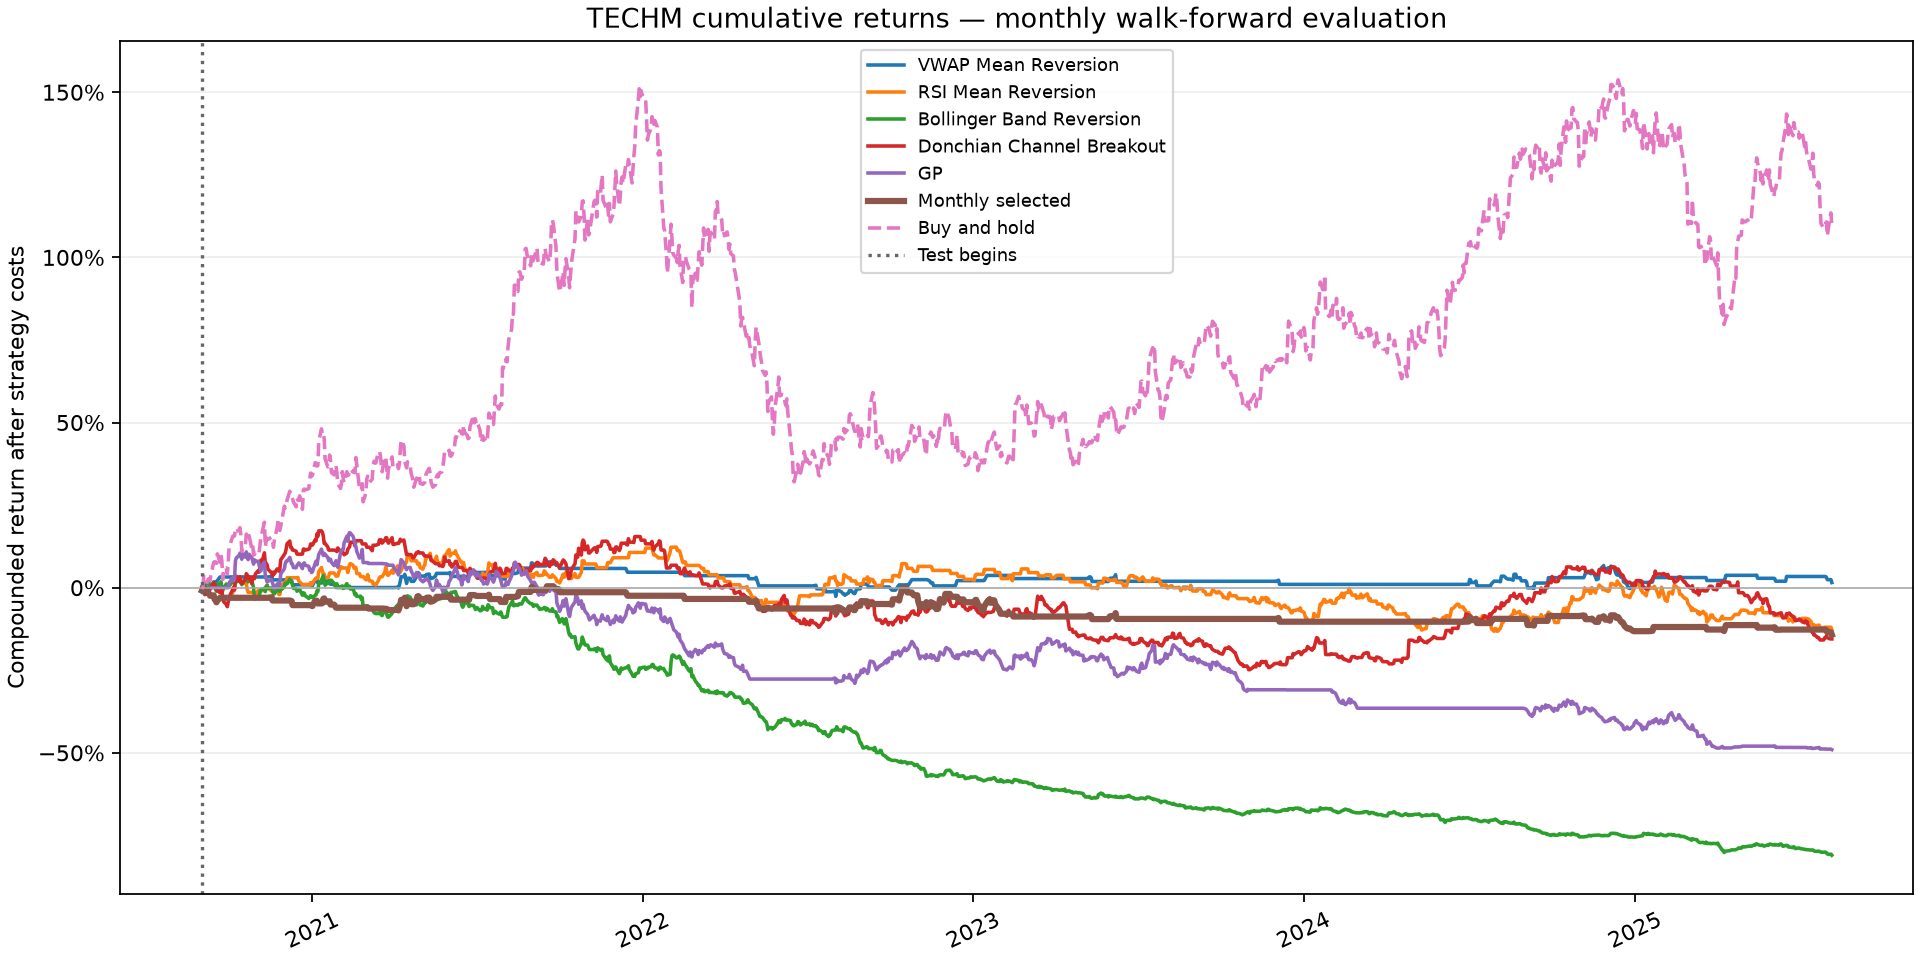 TECHM cumulative returns — monthly walk-forward evaluation
Compounded return after strategy costs
150%
100%
50%
0%
−50%
VWAP Mean Reversion
RSI Mean Reversion
Bollinger Band Reversion
Donchian Channel Breakout
GP
Monthly selected
Buy and hold
Test begins
2021
2022
2023
2024
2025